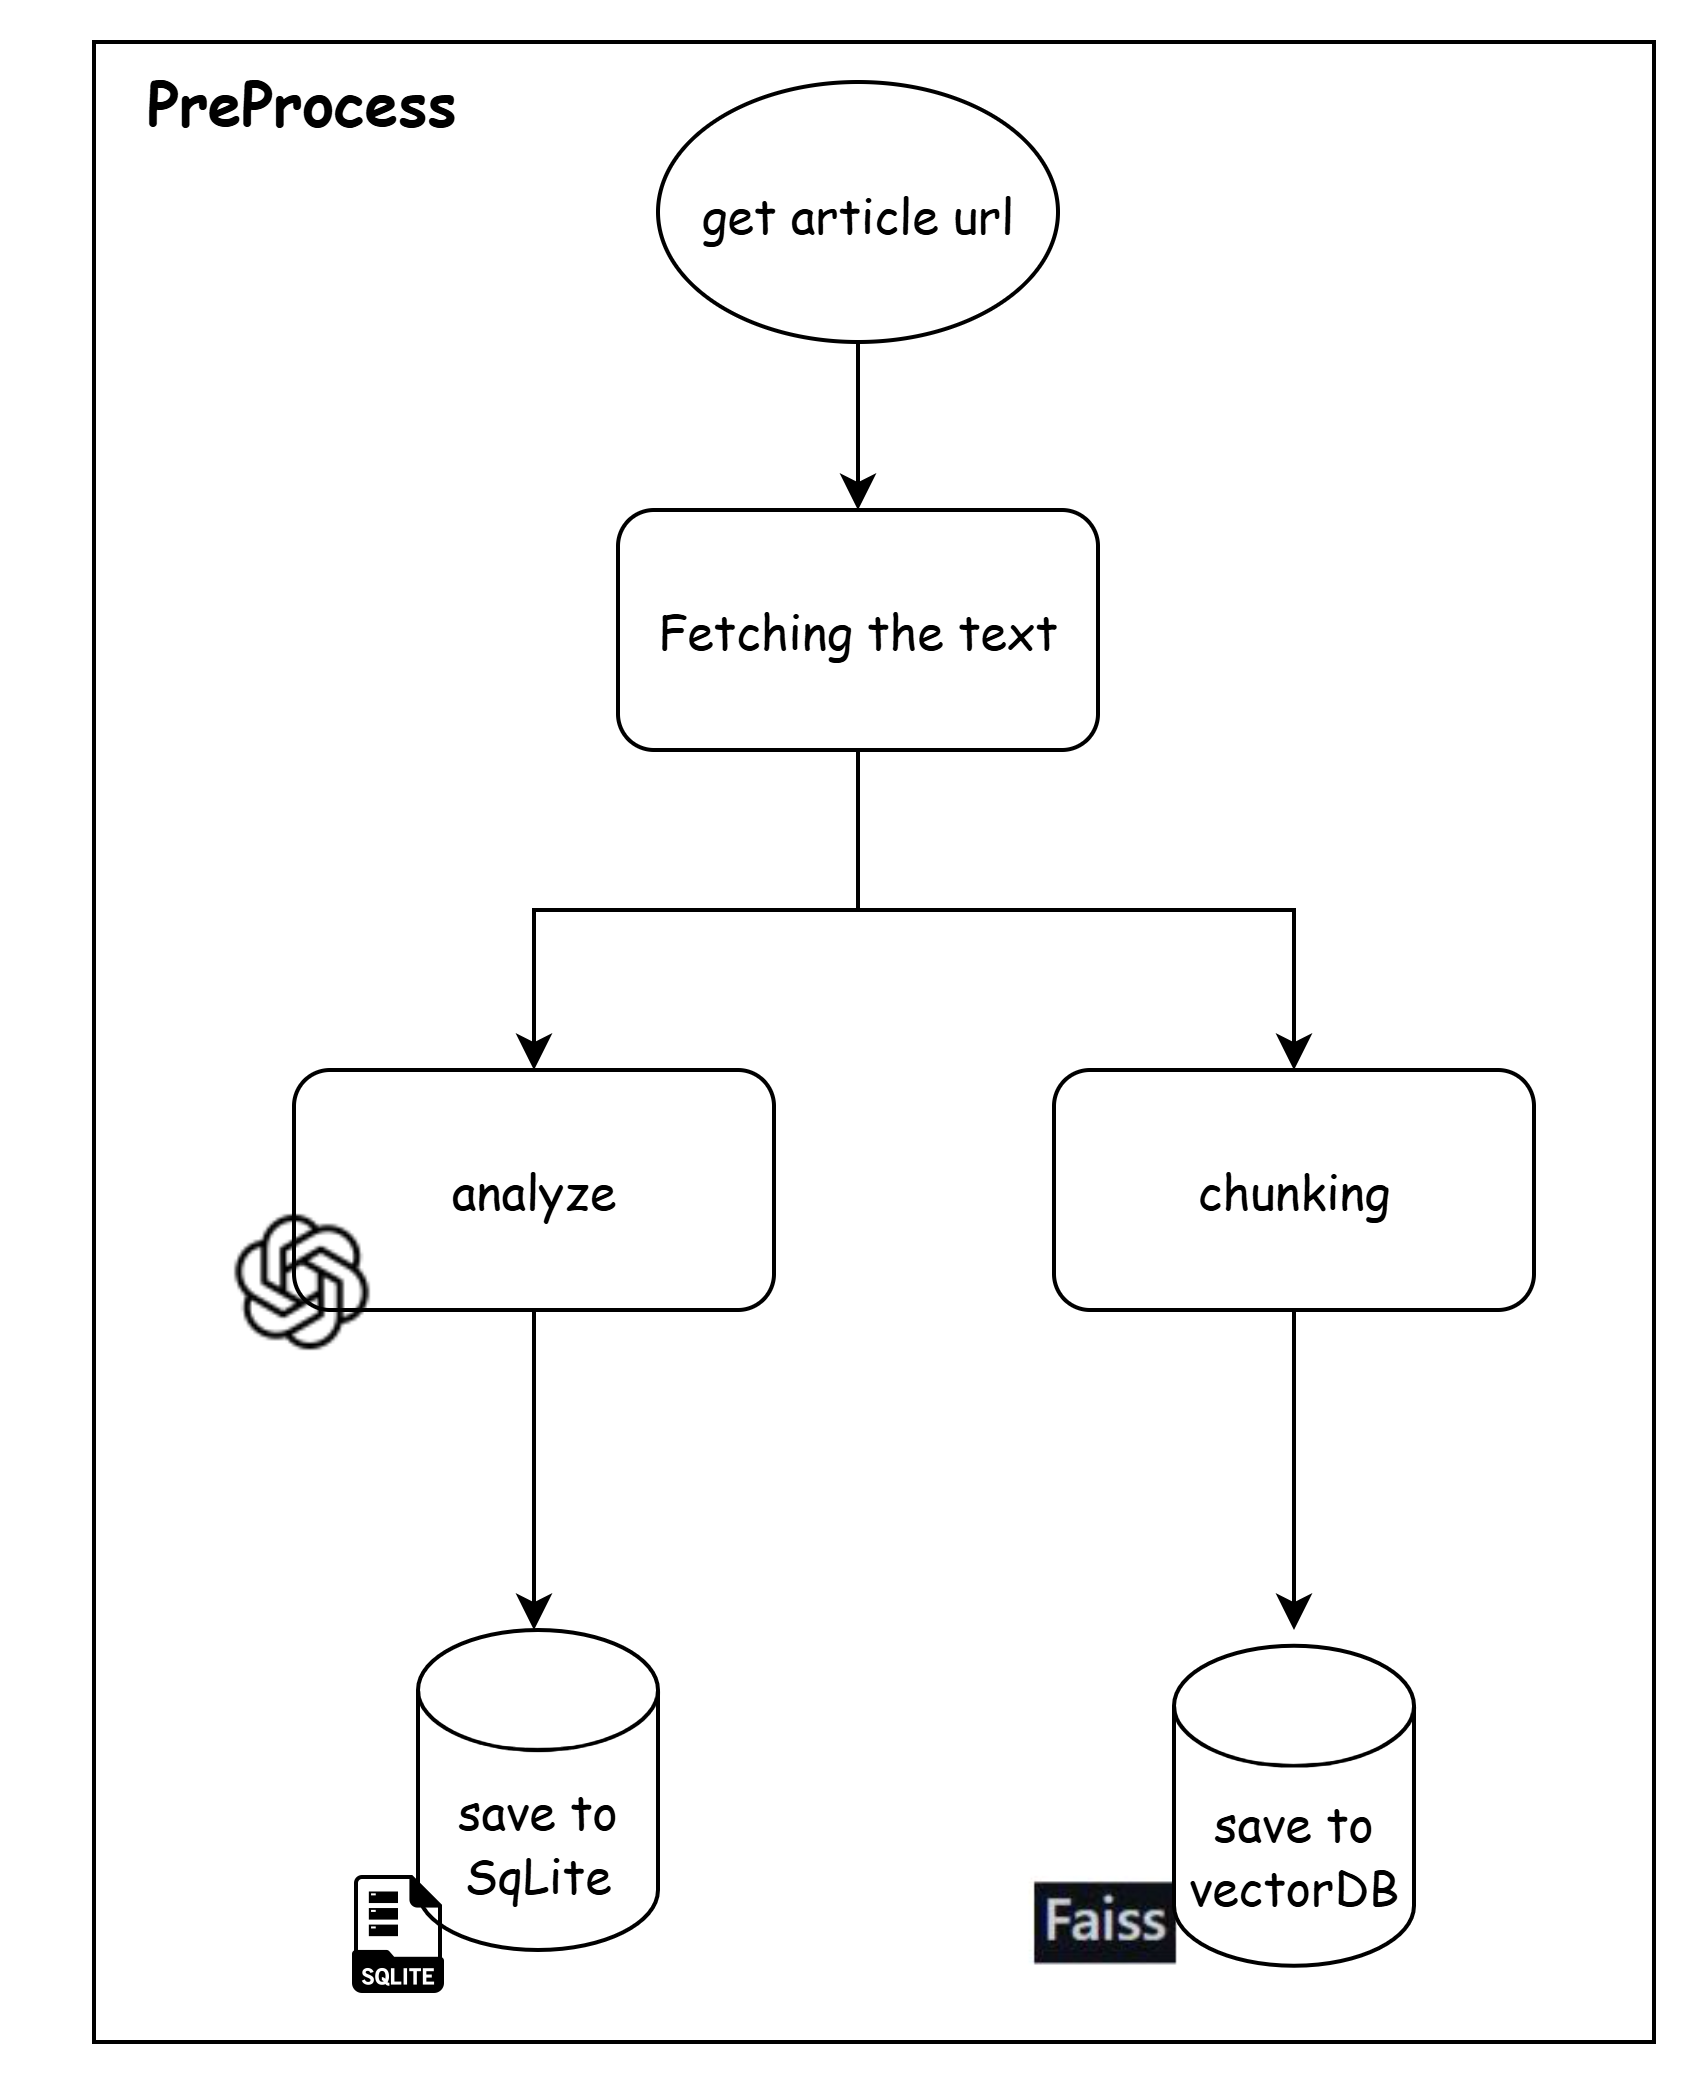 PreProcess
get article url
Fetching the text
analyze
chunking
save to
SqLite
SQLITE
save to
vectorDB
Faiss